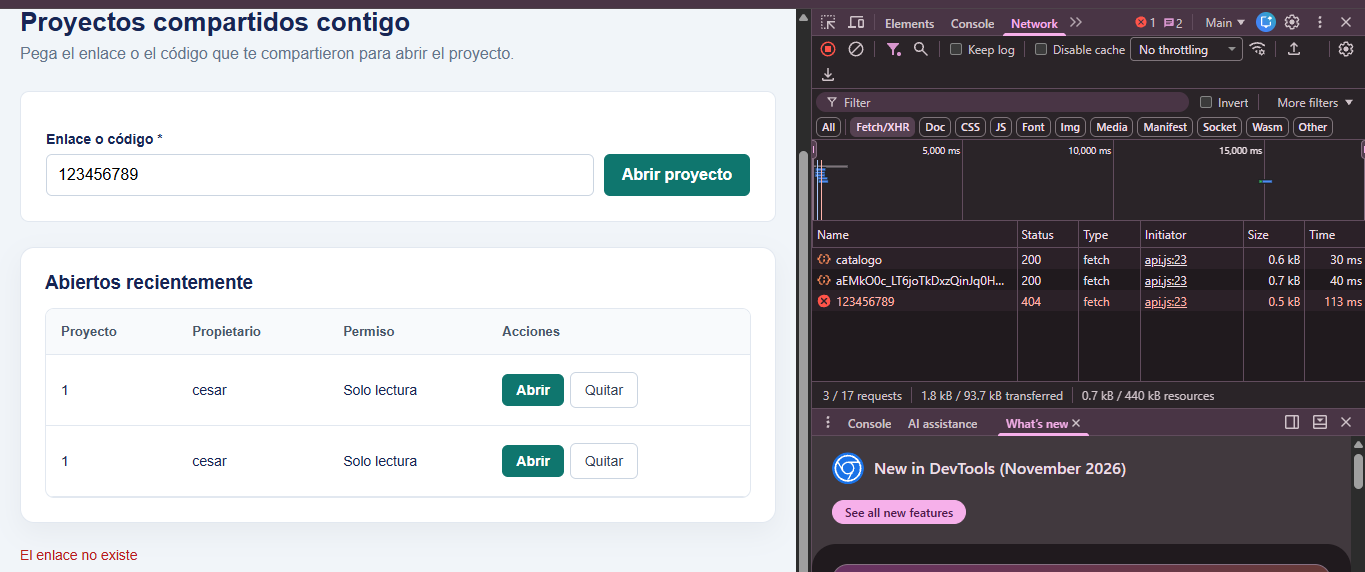 Proyectos compartidos contigo
Pega el enlace o el código que te compartieron para abrir el proyecto.
Enlace o código *
123456789
Abrir proyecto
Abiertos recientemente
Proyecto Propietario Permiso Acciones
1 cesar Solo lectura Abrir Quitar
1 cesar Solo lectura Abrir Quitar
El enlace no existe
Elements Console Network 1 2 Main
Keep log Disable cache No throttling
Filter Invert More filters
All Fetch/XHR Doc CSS JS Font Img Media Manifest Socket Wasm Other
5,000 ms 10,000 ms 15,000 ms
Name Status Type Initiator Size Time
catalogo 200 fetch api.js:23 0.6 kB 30 ms
aEMkO0c_LT6joTkDxzQinJq0H... 200 fetch api.js:23 0.7 kB 40 ms
123456789 404 fetch api.js:23 0.5 kB 113 ms
3 / 17 requests 1.8 kB / 93.7 kB transferred 0.7 kB / 440 kB resources
Console AI assistance What's new
New in DevTools (November 2026)
See all new features